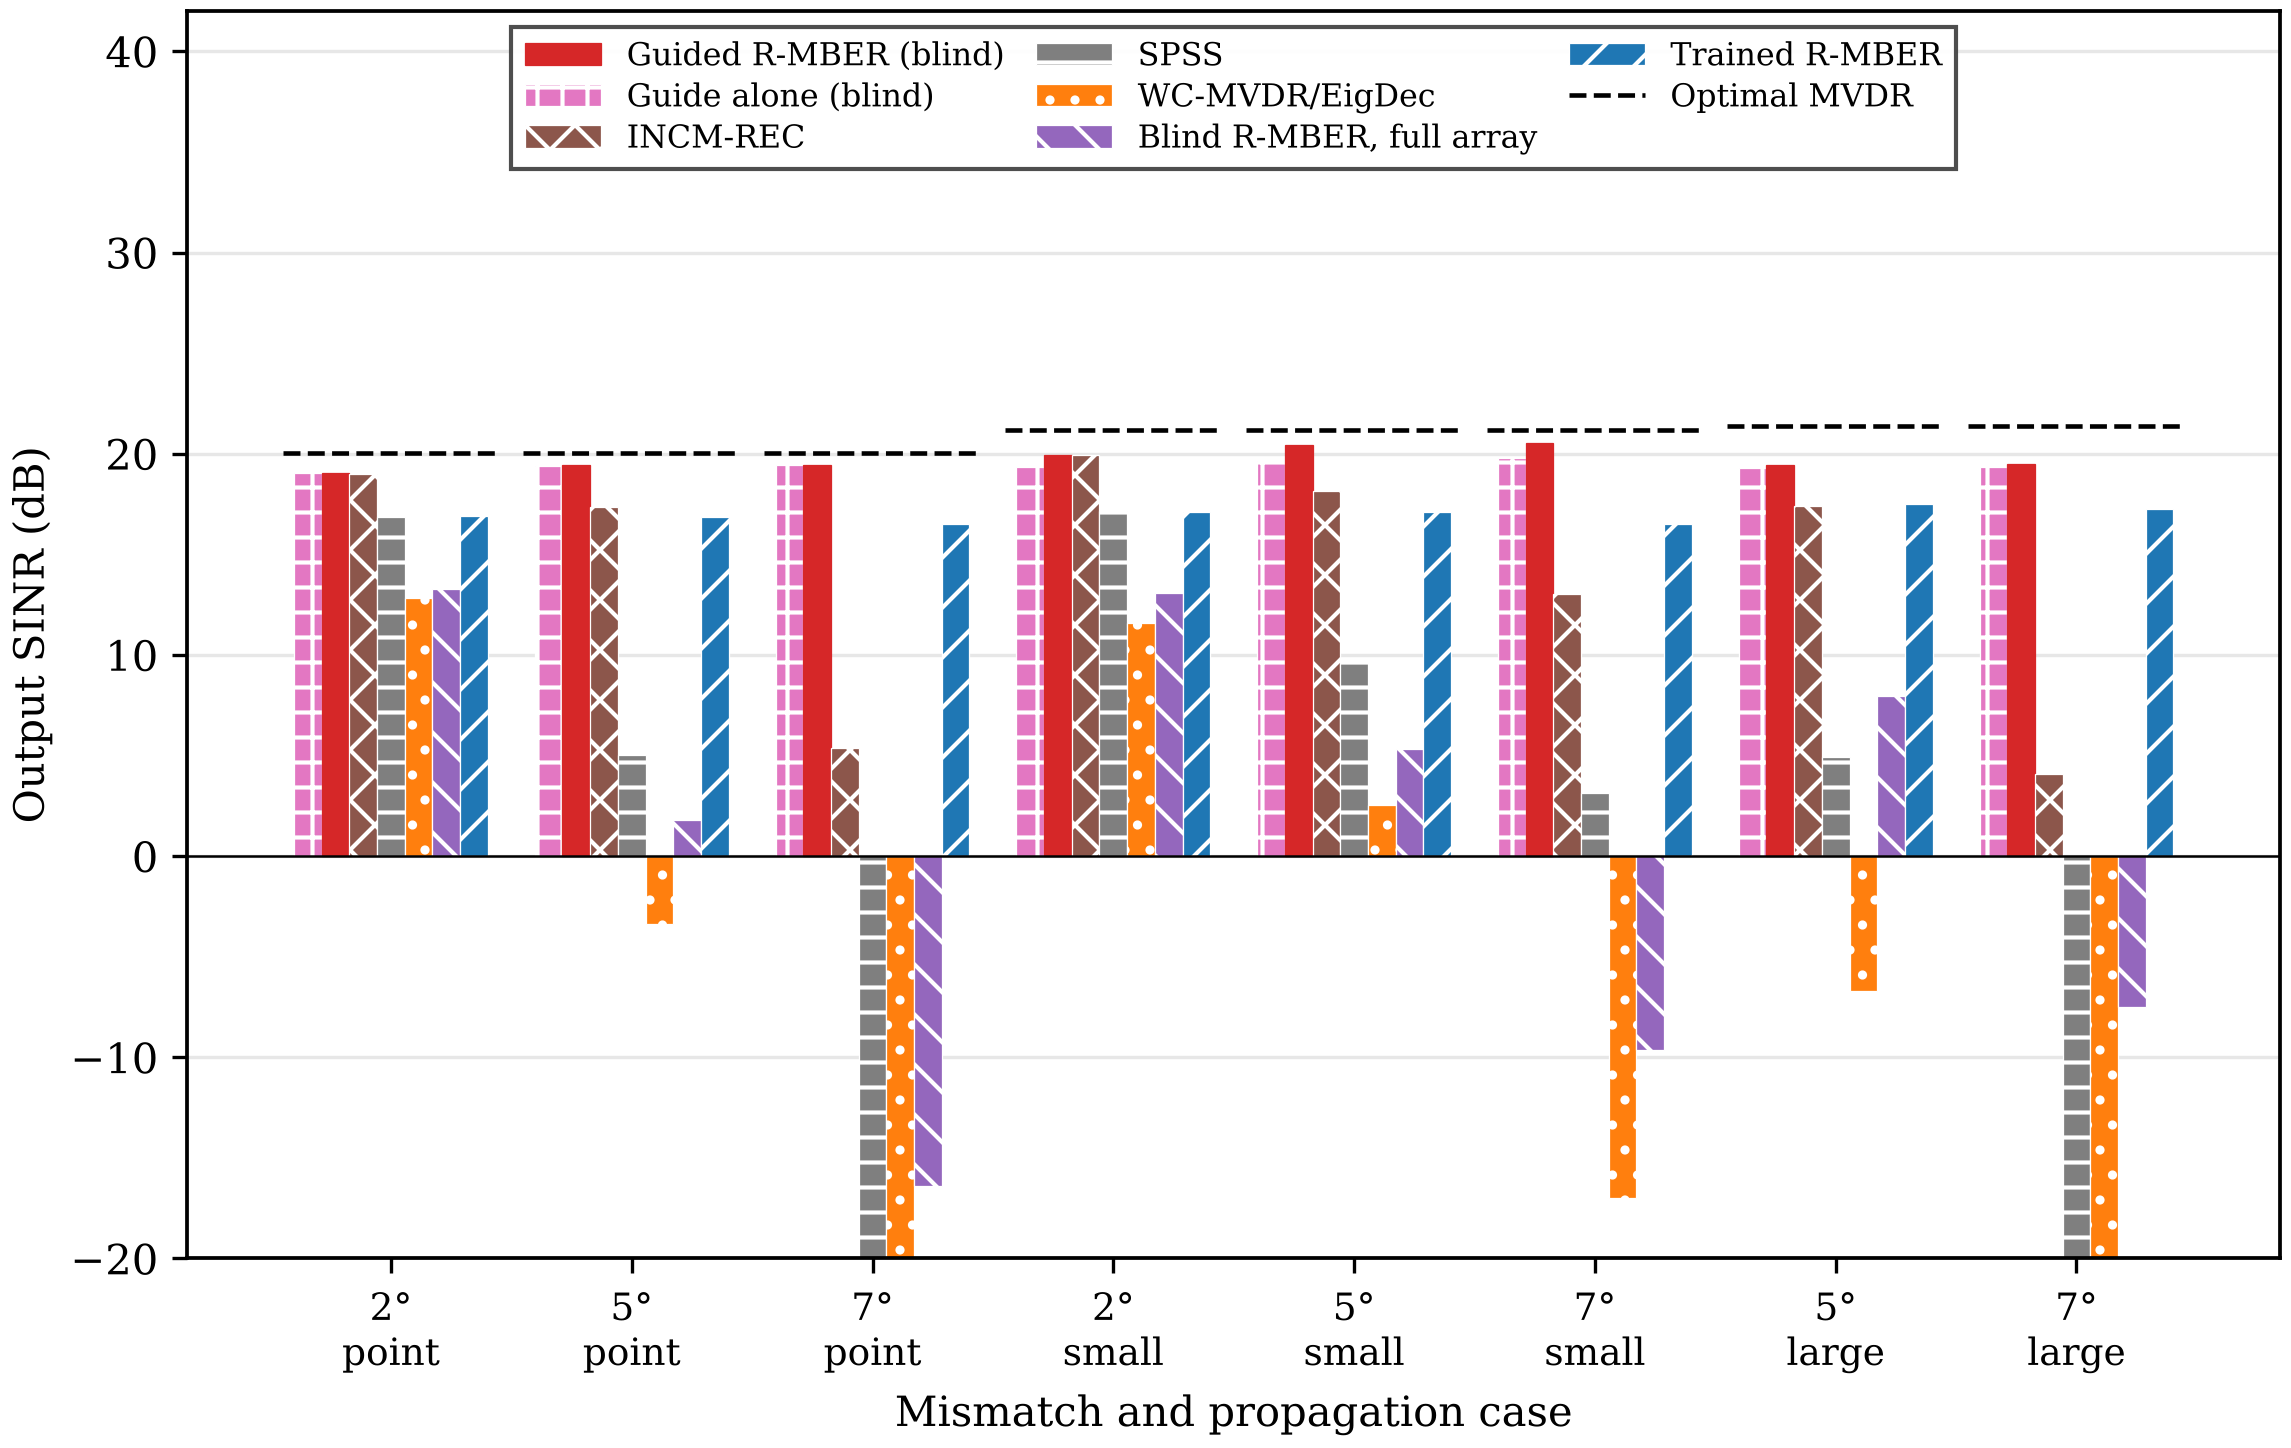 Guided R-MBER (blind)
Guide alone (blind)
INCM-REC
SPSS
WC-MVDR/EigDec
Blind R-MBER, full array
Trained R-MBER
Optimal MVDR
Output SINR (dB)
40
30
20
10
0
−10
−20
2° point
5° point
7° point
2° small
5° small
7° small
5° large
7° large
Mismatch and propagation case